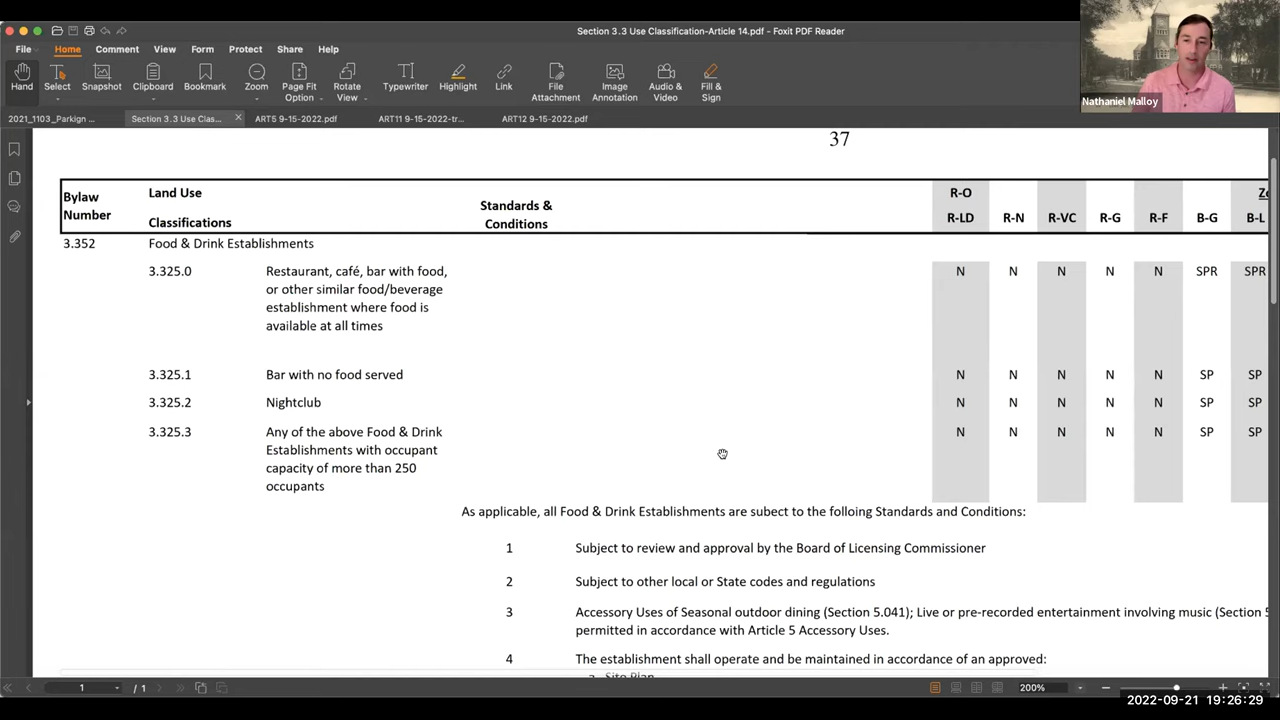 Section 3.3 Use Classification-Article 14.pdf - Foxit PDF Reader
File Home Comment View Form Protect Share Help
Hand Select Snapshot Clipboard Bookmark Zoom Page Fit Option Rotate View Typewriter Highlight Link File Attachment Image Annotation Audio & Video Fill & Sign
Nathaniel Malloy
2021_1103_Parkign ... Section 3.3 Use Clas... ART5 9-15-2022.pdf ART11 9-15-2022-tr... ART12 9-15-2022.pdf
37
Bylaw Number Land Use Classifications Standards & Conditions R-O R-LD R-N R-VC R-G R-F B-G B-L
3.352 Food & Drink Establishments
3.325.0 Restaurant, café, bar with food, N N N N N SPR SPR
or other similar food/beverage
establishment where food is
available at all times
3.325.1 Bar with no food served N N N N N SP SP
3.325.2 Nightclub N N N N N SP SP
3.325.3 Any of the above Food & Drink N N N N N SP SP
Establishments with occupant
capacity of more than 250
occupants
As applicable, all Food & Drink Establishments are subect to the folloing Standards and Conditions:
1 Subject to review and approval by the Board of Licensing Commissioner
2 Subject to other local or State codes and regulations
3 Accessory Uses of Seasonal outdoor dining (Section 5.041); Live or pre-recorded entertainment involving music (Section 5
permitted in accordance with Article 5 Accessory Uses.
4 The establishment shall operate and be maintained in accordance of an approved:
a. Site Plan
1 / 1 200%
2022-09-21 19:26:29